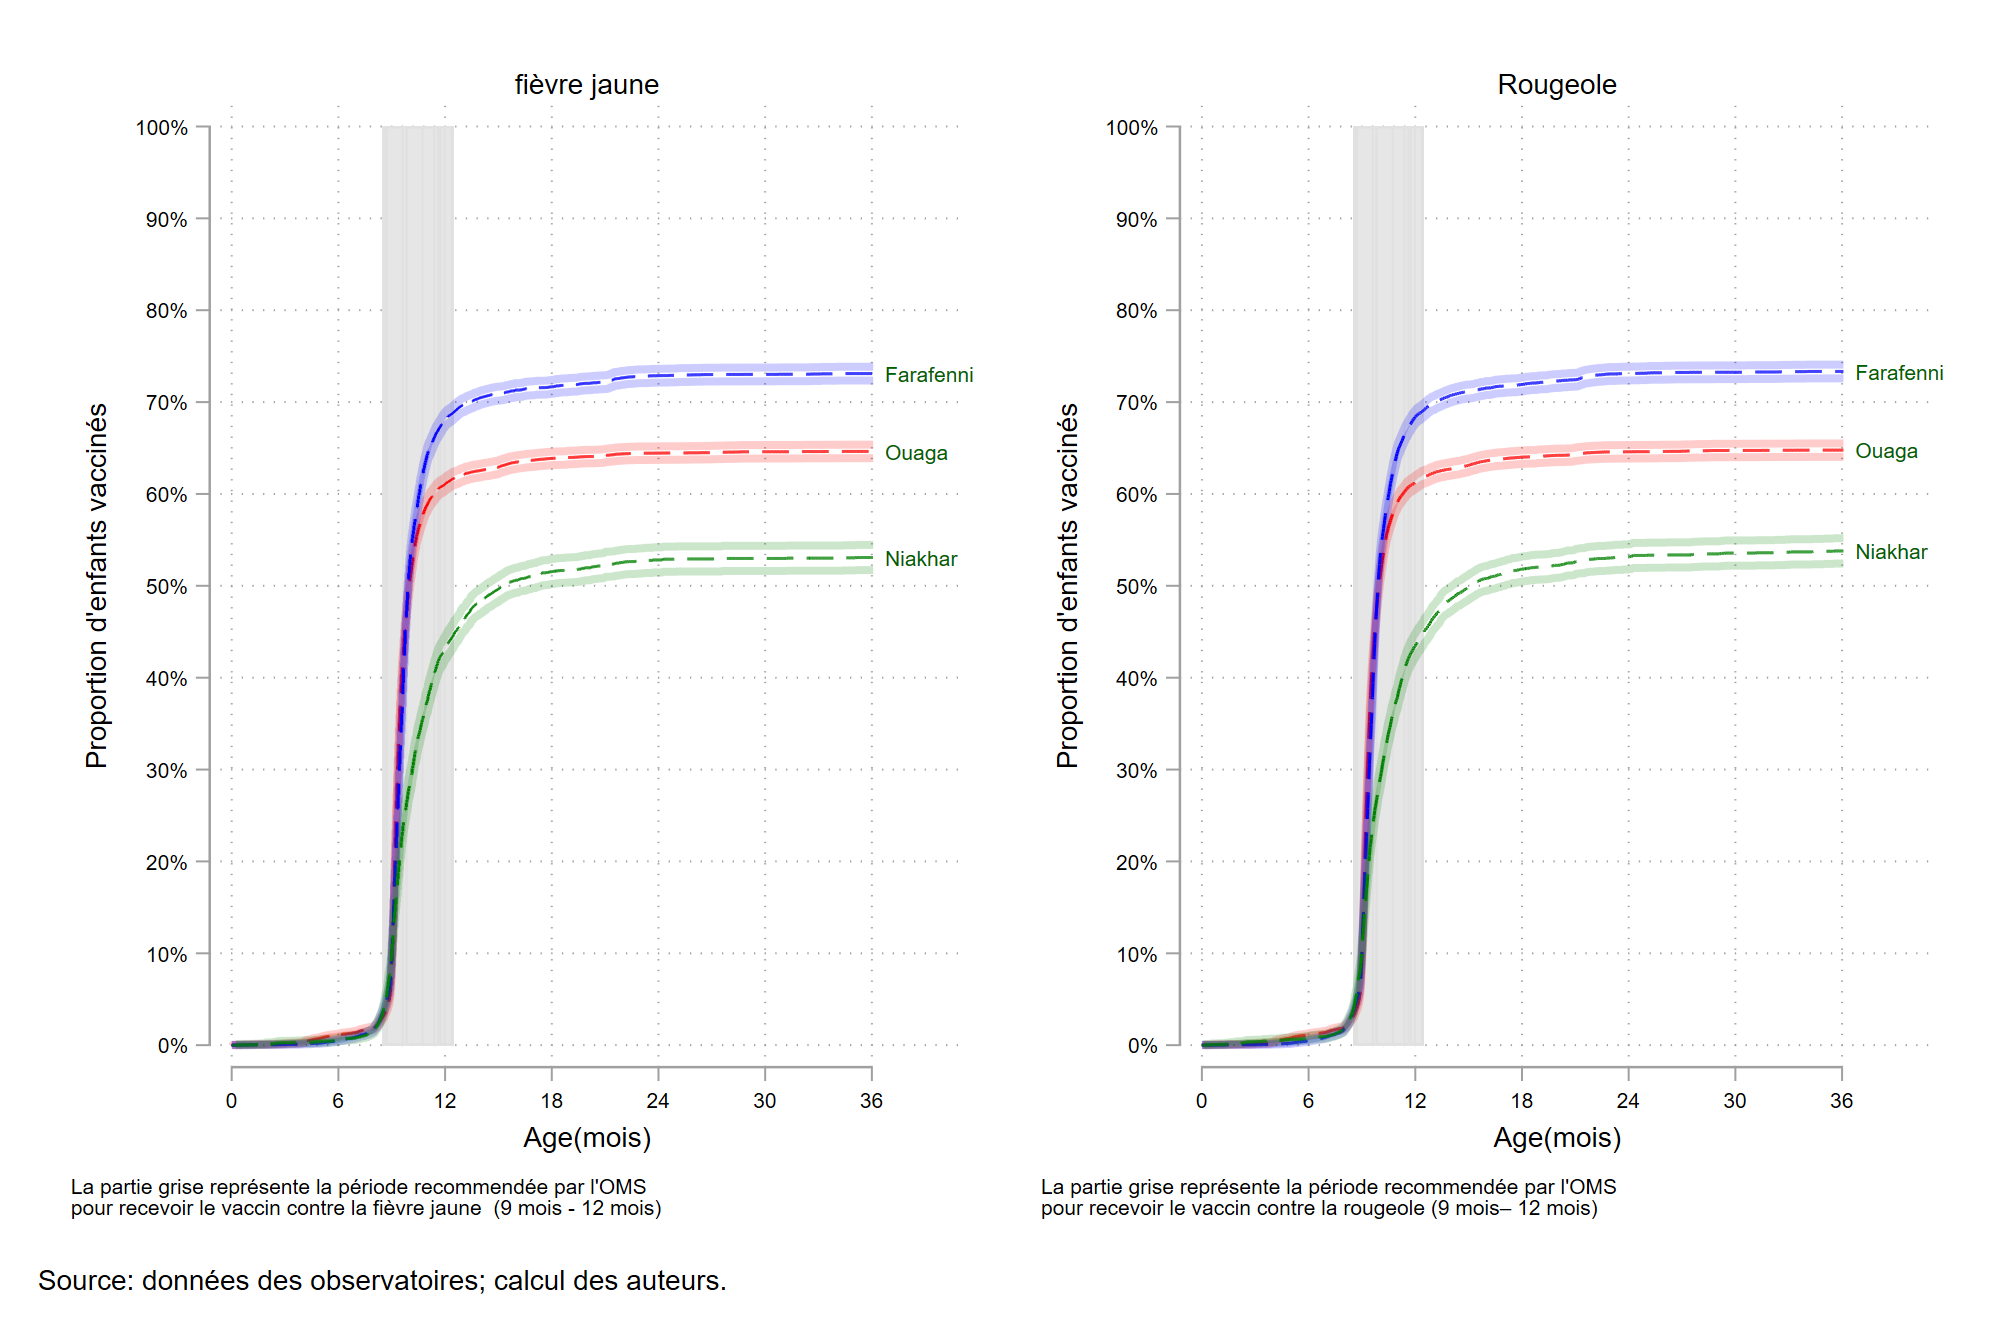 fièvre jaune
100%
90%
80%
70%
60%
50%
40%
30%
20%
10%
0%
Proportion d'enfants vaccinés
Farafenni
Ouaga
Niakhar
0 6 12 18 24 30 36
Age(mois)
La partie grise représente la période recommendée par l'OMS
pour recevoir le vaccin contre la fièvre jaune (9 mois - 12 mois)
Rougeole
100%
90%
80%
70%
60%
50%
40%
30%
20%
10%
0%
Proportion d'enfants vaccinés
Farafenni
Ouaga
Niakhar
0 6 12 18 24 30 36
Age(mois)
La partie grise représente la période recommendée par l'OMS
pour recevoir le vaccin contre la rougeole (9 mois– 12 mois)
Source: données des observatoires; calcul des auteurs.